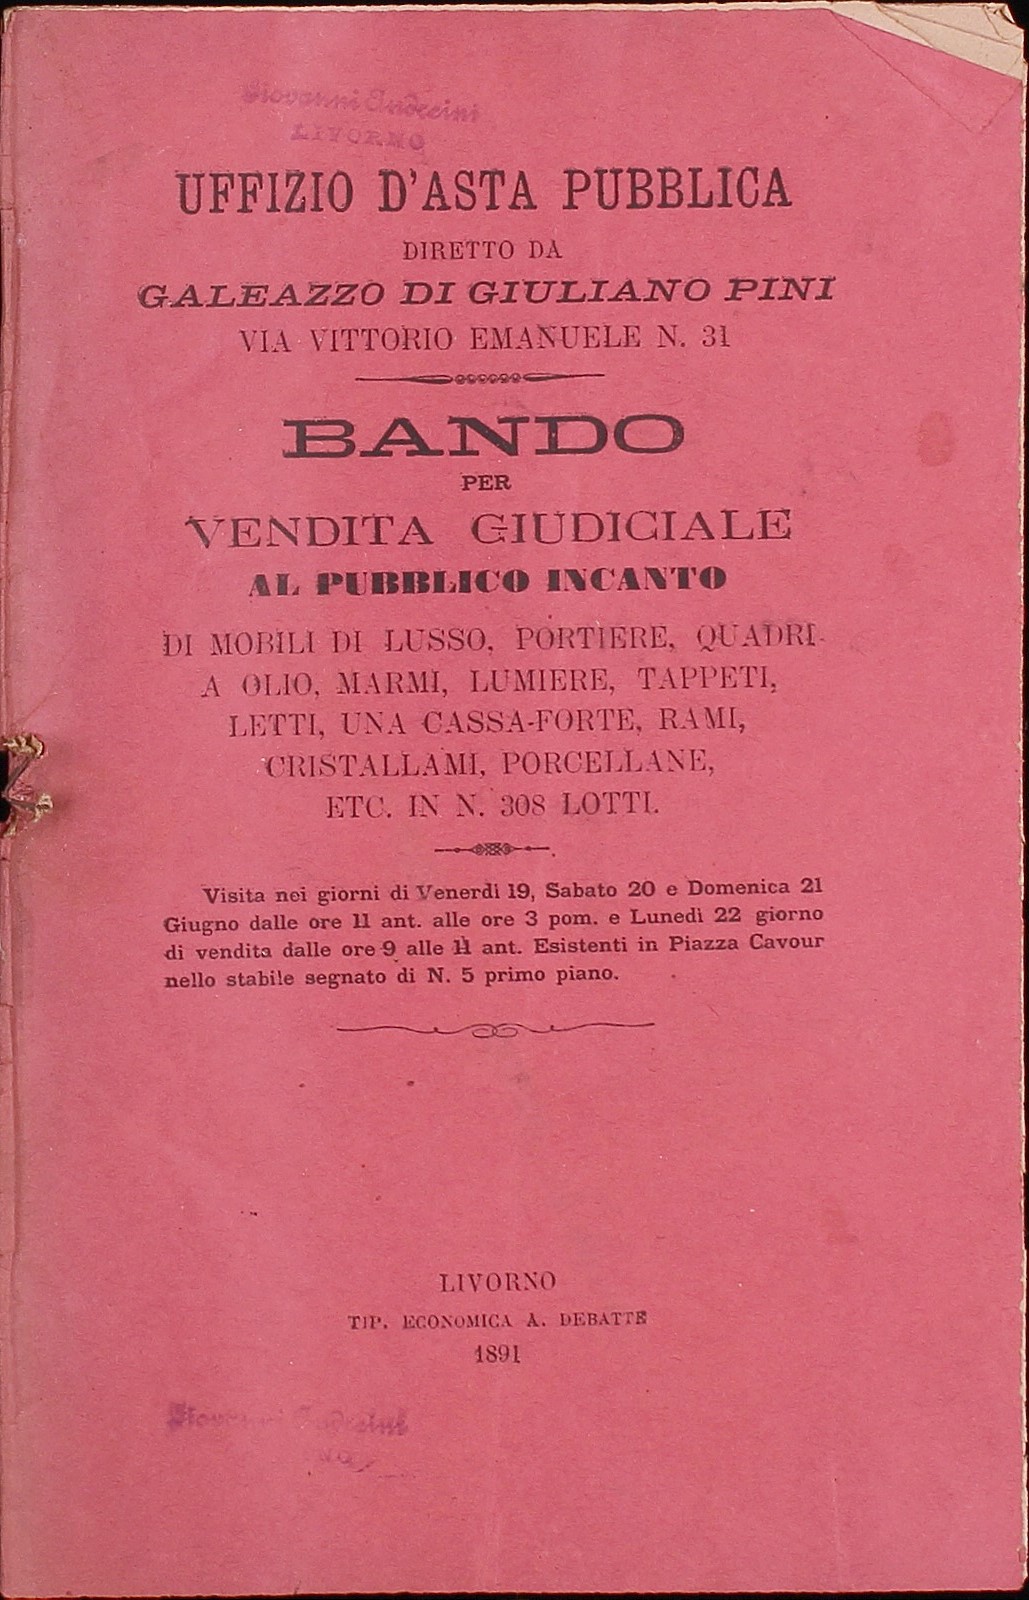 Giovanni
LIVORNO
UFFIZIO D'ASTA PUBBLICA
DIRETTO DA
GALEAZZO DI GIULIANO PINI
VIA VITTORIO EMANUELE N. 31
BANDO
PER
VENDITA GIUDICIALE
AL PUBBLICO INCANTO
DI MOBILI DI LUSSO, PORTIERE, QUADRI
A OLIO, MARMI, LUMIERE, TAPPETI,
LETTI, UNA CASSA-FORTE, RAMI,
CRISTALLAMI, PORCELLANE,
ETC. IN N. 308 LOTTI.
Visita nei giorni di Venerdì 19, Sabato 20 e Domenica 21
Giugno dalle ore 11 ant. alle ore 3 pom. e Lunedì 22 giorno
di vendita dalle ore 9 alle 11 ant. Esistenti in Piazza Cavour
nello stabile segnato di N. 5 primo piano.
LIVORNO
TIP. ECONOMICA A. DEBATTE
1891
Giovanni